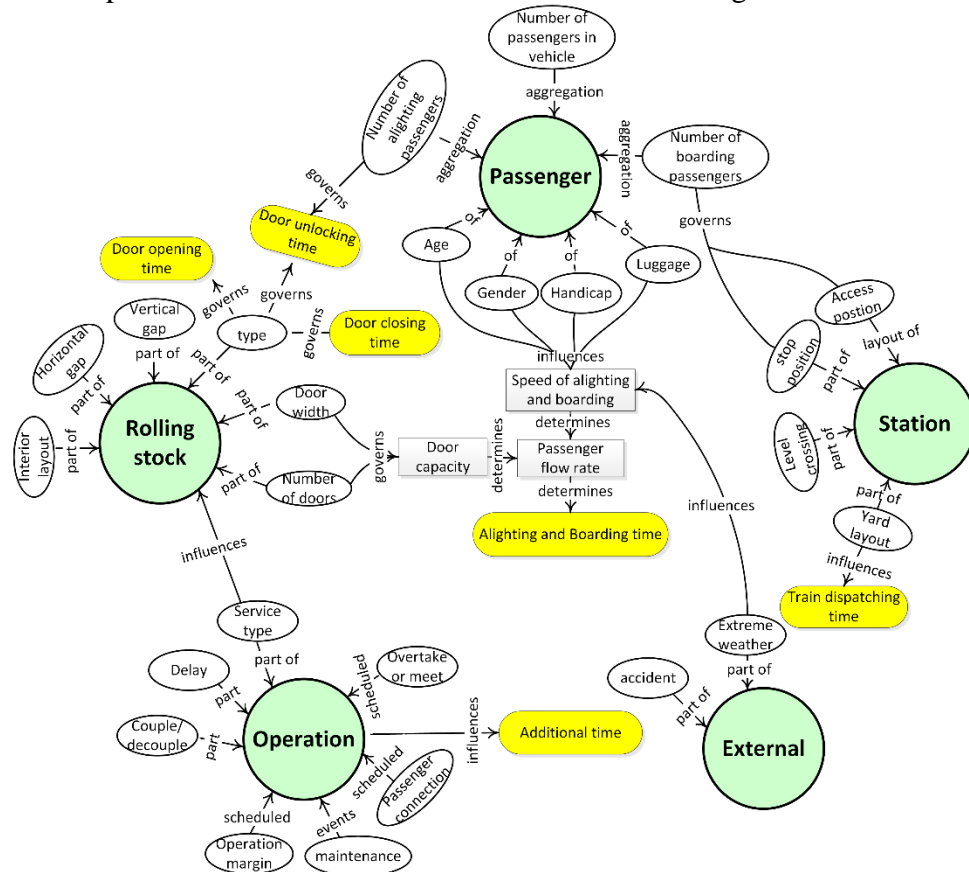 Number of
passengers in
vehicle
aggregation
Number of
alighting
passengers
aggregation
governs
Passenger
aggregation
Number of
boarding
passengers
governs
Door unlocking
time
Door opening
time
Age
of
Gender
of
Handicap
of
Luggage
of
Access
postion
layout of
stop
position
part of
Vertical
gap
part of
governs
governs
type
part of
governs
Door closing
time
Horizontal
gap
part of
influences
Speed of alighting
and boarding
determines
Interior
layout
part of
Rolling
stock
Door
width
part of
Number
of doors
part of
governs
Door
capacity
determines
Passenger
flow rate
determines
Alighting and Boarding time
Station
Level
crossing
part of
part of
Yard
layout
influences
Train dispatching
time
influences
influences
Service
type
part of
Extreme
weather
part of
accident
part of
External
Delay
part
Overtake
or meet
scheduled
Couple/
decouple
part
Operation
influences
Additional time
scheduled
Passenger
connection
scheduled
Operation
margin
events
maintenance